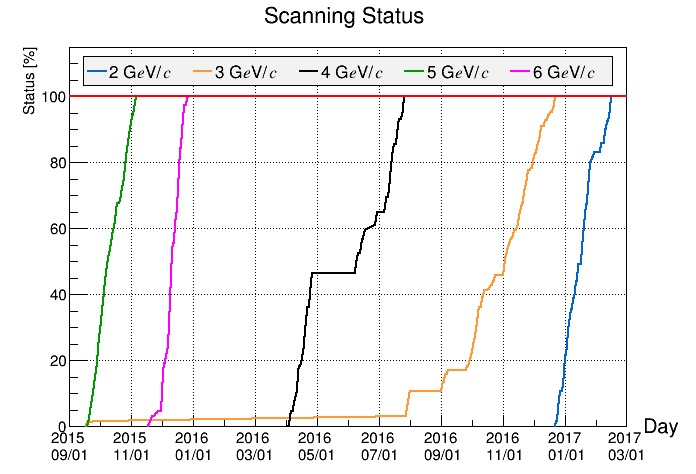 Scanning Status
Status [%]
2 GeV/c 3 GeV/c 4 GeV/c 5 GeV/c 6 GeV/c
100
80
60
40
20
0
2015 2015 2016 2016 2016 2016 2016 2016 2017 2017 Day
09/01 11/01 01/01 03/01 05/01 07/01 09/01 11/01 01/01 03/01